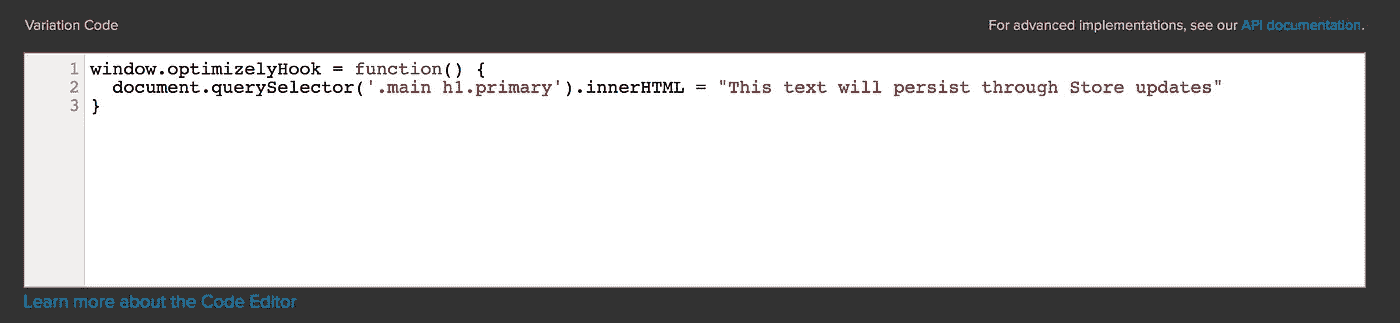 Variation Code
For advanced implementations, see our API documentation.
1 window.optimizelyHook = function() {
2   document.querySelector('.main h1.primary').innerHTML = "This text will persist through Store updates"
3 }
Learn more about the Code Editor